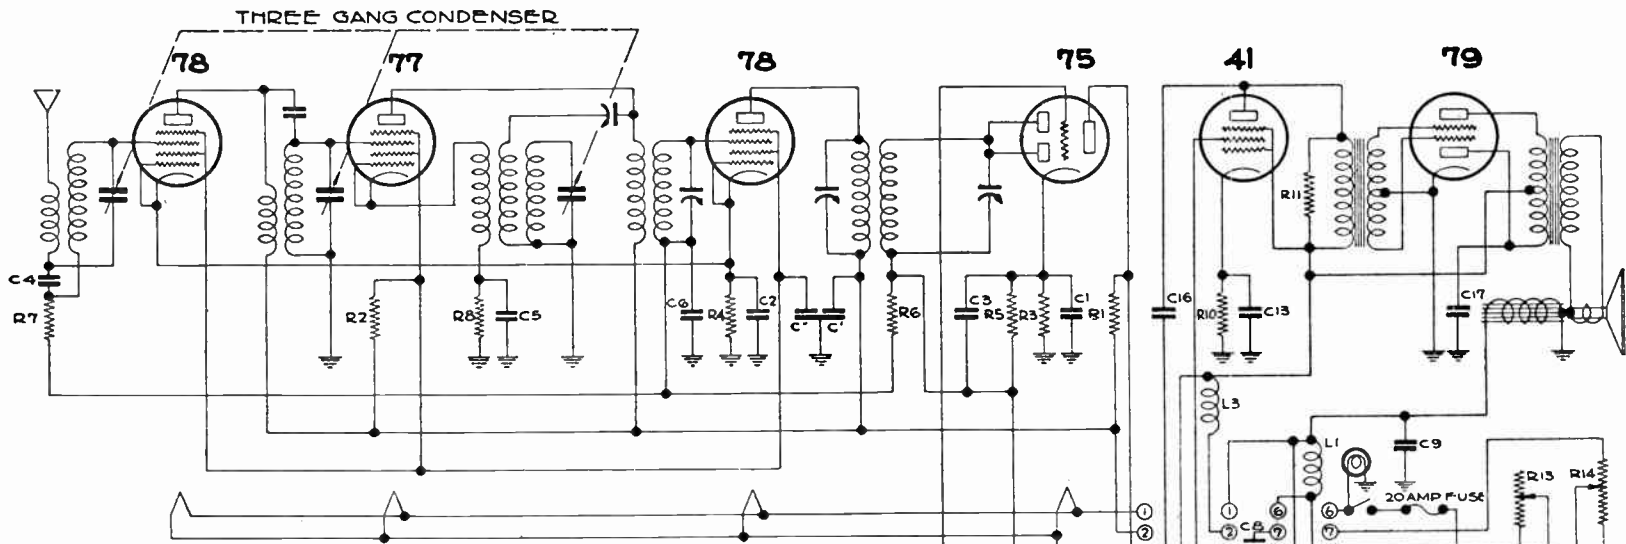 THREE GANG CONDENSER
78 77 78 75 41 79
R11
C4
R7 R2 R8 C5 C6 R4 C2 C' C' R6 C3 R5 R3 C1 R1 C16 R10 C13 C17
L3
L1 C9
R13 R14
20 AMP FUSE
1 1 6 6
2 2 C8 7 7